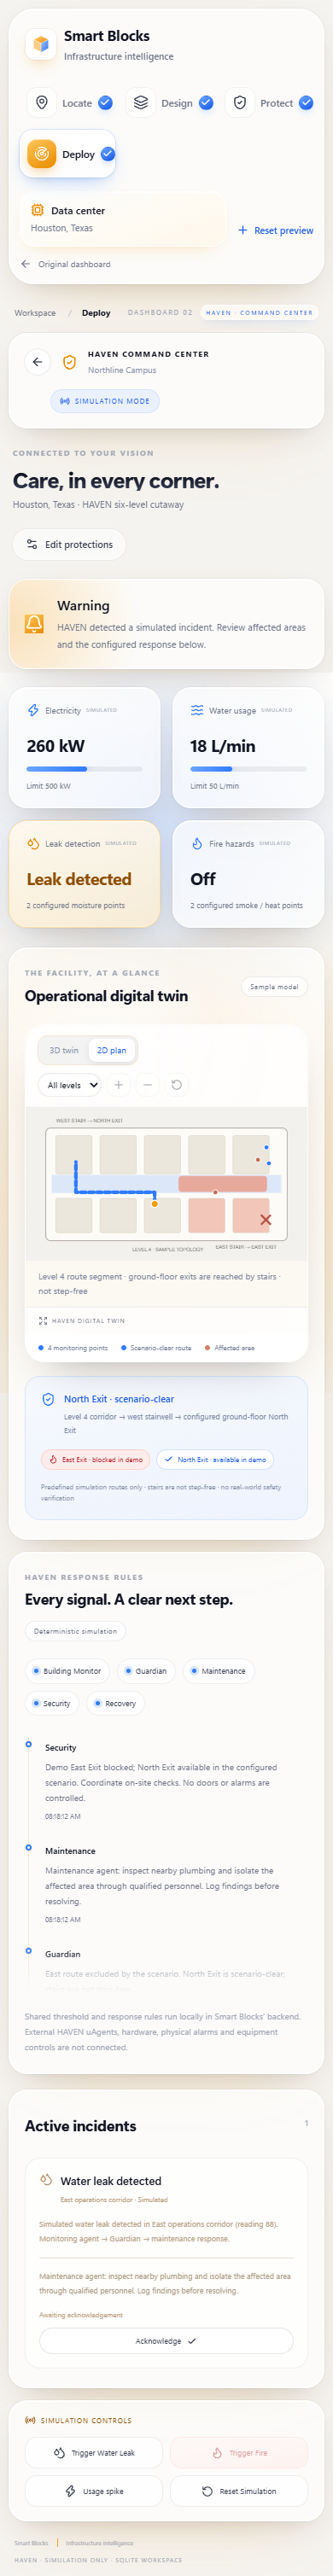 Smart Blocks
Infrastructure intelligence
Locate
Design
Protect
Deploy
Data center
Houston, Texas
Reset preview
Original dashboard
Workspace / Deploy
DASHBOARD 02
HAVEN · COMMAND CENTER
HAVEN COMMAND CENTER
Northline Campus
SIMULATION MODE
CONNECTED TO YOUR VISION
Care, in every corner.
Houston, Texas · HAVEN six-level cutaway
Edit protections
Warning
HAVEN detected a simulated incident. Review affected areas
and the configured response below.
Electricity SIMULATED
260 kW
Limit 500 kW
Water usage SIMULATED
18 L/min
Limit 50 L/min
Leak detection SIMULATED
Leak detected
2 configured moisture points
Fire hazards SIMULATED
Off
2 configured smoke / heat points
THE FACILITY, AT A GLANCE
Operational digital twin
Sample model
3D twin
2D plan
All levels
WEST STAIR → NORTH EXIT
LEVEL 4 · SAMPLE TOPOLOGY
EAST STAIR → EAST EXIT
Level 4 route segment · ground-floor exits are reached by stairs ·
not step-free
HAVEN DIGITAL TWIN
4 monitoring points
Scenario-clear route
Affected area
North Exit · scenario-clear
Level 4 corridor → west stairwell → configured ground-floor North
Exit
East Exit · blocked in demo
North Exit · available in demo
Predefined simulation routes only · stairs are not step-free · no real-world safety
verification
HAVEN RESPONSE RULES
Every signal. A clear next step.
Deterministic simulation
Building Monitor
Guardian
Maintenance
Security
Recovery
Security
Demo East Exit blocked; North Exit available in the configured
scenario. Coordinate on-site checks. No doors or alarms are
controlled.
08:18:12 AM
Maintenance
Maintenance agent: inspect nearby plumbing and isolate the
affected area through qualified personnel. Log findings before
resolving.
08:18:12 AM
Guardian
East route excluded by the scenario. North Exit is scenario-clear;
Shared threshold and response rules run locally in Smart Blocks' backend.
External HAVEN uAgents, hardware, physical alarms and equipment
controls are not connected.
Active incidents
1
Water leak detected
East operations corridor · Simulated
Simulated water leak detected in East operations corridor (reading 88).
Monitoring agent → Guardian → maintenance response.
Maintenance agent: inspect nearby plumbing and isolate the affected area
through qualified personnel. Log findings before resolving.
Awaiting acknowledgement
Acknowledge
SIMULATION CONTROLS
Trigger Water Leak
Trigger Fire
Usage spike
Reset Simulation
Smart Blocks | Infrastructure intelligence
HAVEN · SIMULATION ONLY · SQLITE WORKSPACE